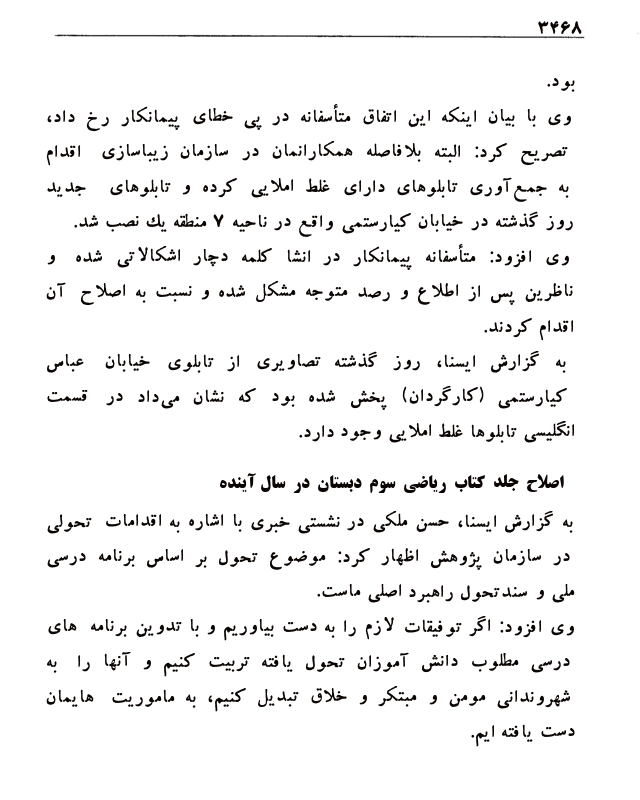 ۳۴۶۸
بود.
وی با بیان اینکه این اتفاق متأسفانه در پی خطای پیمانکار رخ داد،
تصریح کرد: البته بلافاصله همکارانمان در سازمان زیباسازی اقدام
به جمع‌آوری تابلوهای دارای غلط املایی کرده و تابلوهای جدید
روز گذشته در خیابان کیارستمی واقع در ناحیه ۷ منطقه یك نصب شد.
وی افزود: متأسفانه پیمانکار در انشا کلمه دچار اشکالاتی شده و
ناظرین پس از اطلاع و رصد متوجه مشکل شده و نسبت به اصلاح آن
اقدام کردند.
به گزارش ایسنا، روز گذشته تصاویری از تابلوی خیابان عباس
کیارستمی (کارگردان) پخش شده بود که نشان می‌داد در قسمت
انگلیسی تابلوها غلط املایی وجود دارد.
اصلاح جلد کتاب ریاضی سوم دبستان در سال آینده
به گزارش ایسنا، حسن ملکی در نشستی خبری با اشاره به اقدامات تحولی
در سازمان پژوهش اظهار کرد: موضوع تحول بر اساس برنامه درسی
ملی و سند تحول راهبرد اصلی ماست.
وی افزود: اگر توفیقات لازم را به دست بیاوریم و با تدوین برنامه های
درسی مطلوب دانش آموزان تحول یافته تربیت کنیم و آنها را به
شهروندانی مومن و مبتکر و خلاق تبدیل کنیم، به ماموریت هایمان
دست یافته ایم.